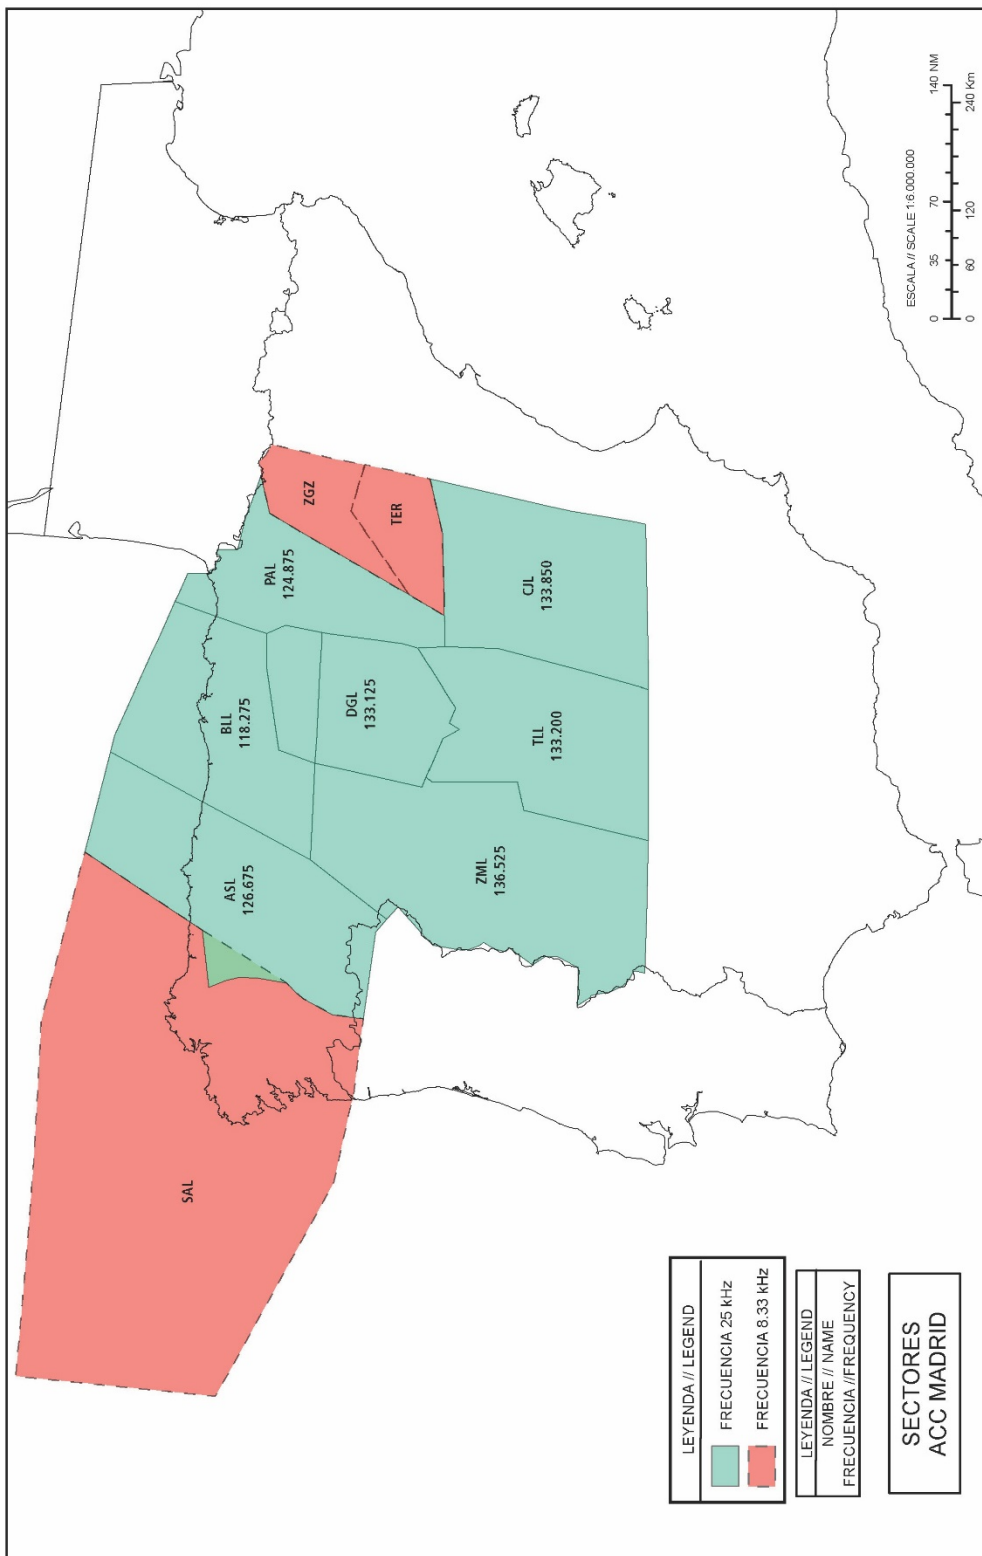 SAL
ASL
126.675
BLL
118.275
PAL
124.875
ZGZ
TER
DGL
133.125
ZML
136.525
TLL
133.200
CJL
133.850
LEYENDA // LEGEND
FRECUENCIA 25 kHz
FRECUENCIA 8.33 kHz
LEYENDA // LEGEND
NOMBRE // NAME
FRECUENCIA //FREQUENCY
SECTORES
ACC MADRID
ESCALA // SCALE 1:6.000.000
0 35 70 140 NM
0 60 120 240 Km